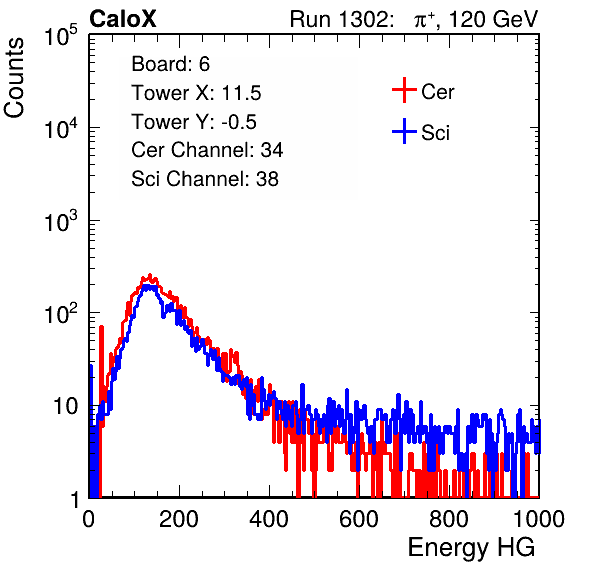 CaloX Run 1302: π⁺, 120 GeV
Counts
10⁵
10⁴
10³
10²
10
1
Board: 6
Tower X: 11.5
Tower Y: -0.5
Cer Channel: 34
Sci Channel: 38
Cer
Sci
0 200 400 600 800 1000
Energy HG